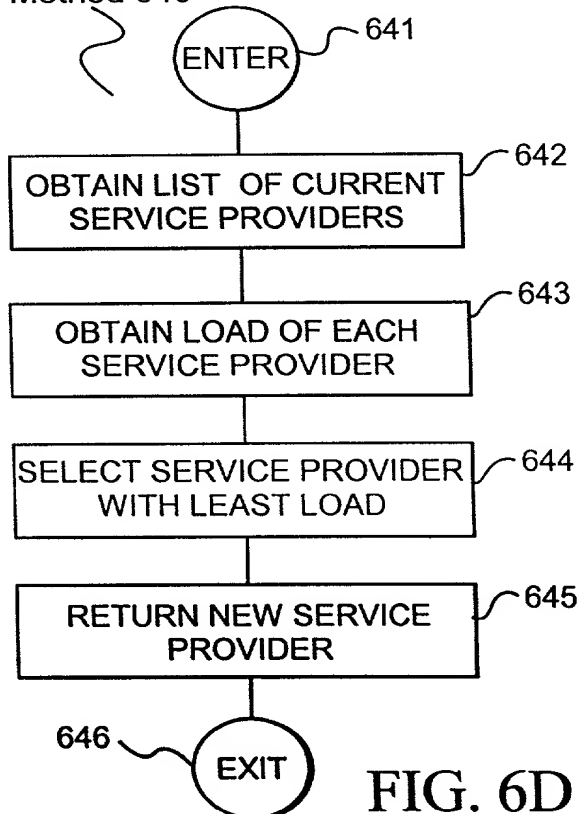 ENTER
641
642
OBTAIN LIST OF CURRENT
SERVICE PROVIDERS
643
OBTAIN LOAD OF EACH
SERVICE PROVIDER
644
SELECT SERVICE PROVIDER
WITH LEAST LOAD
645
RETURN NEW SERVICE
PROVIDER
646
EXIT
FIG. 6D